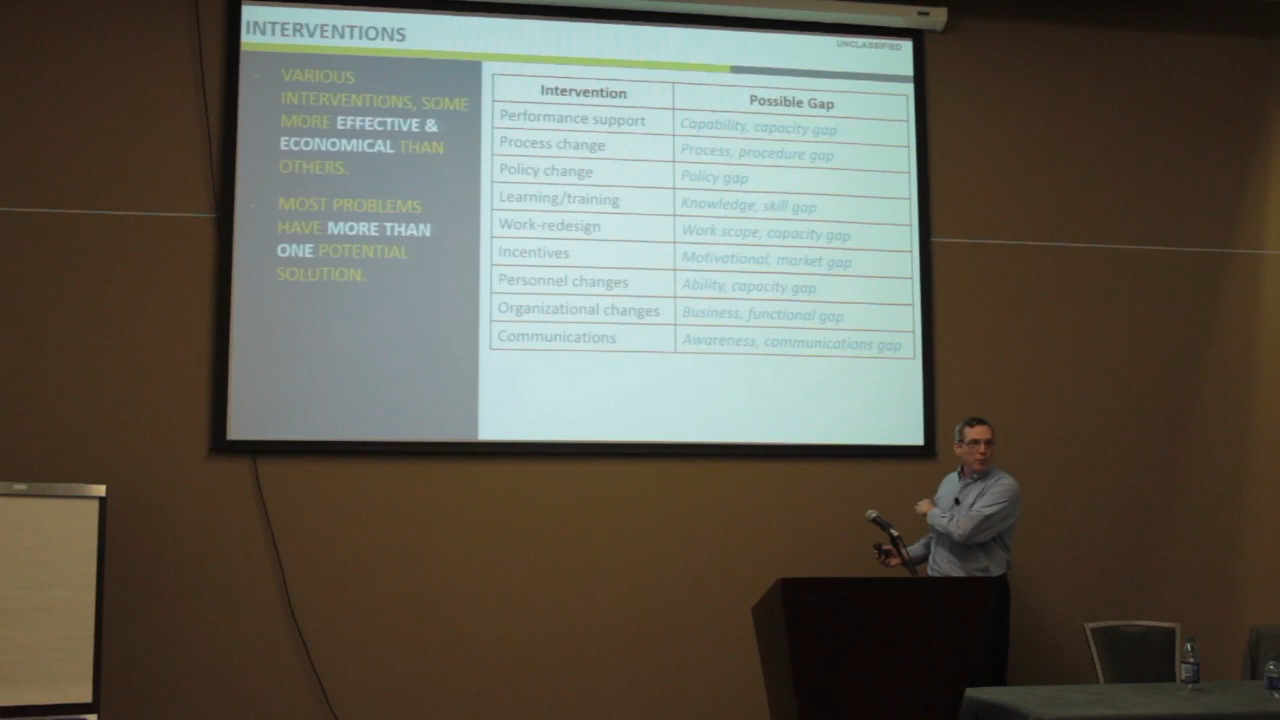 INTERVENTIONS
UNCLASSIFIED
VARIOUS
INTERVENTIONS, SOME
MORE EFFECTIVE &
ECONOMICAL THAN
OTHERS.
MOST PROBLEMS
HAVE MORE THAN
ONE POTENTIAL
SOLUTION.
Intervention Possible Gap
Performance support Capability, capacity gap
Process change Process, procedure gap
Policy change Policy gap
Learning/training Knowledge, skill gap
Work-redesign Work scope, capacity gap
Incentives Motivational, market gap
Personnel changes Ability, capacity gap
Organizational changes Business, functional gap
Communications Awareness, communications gap